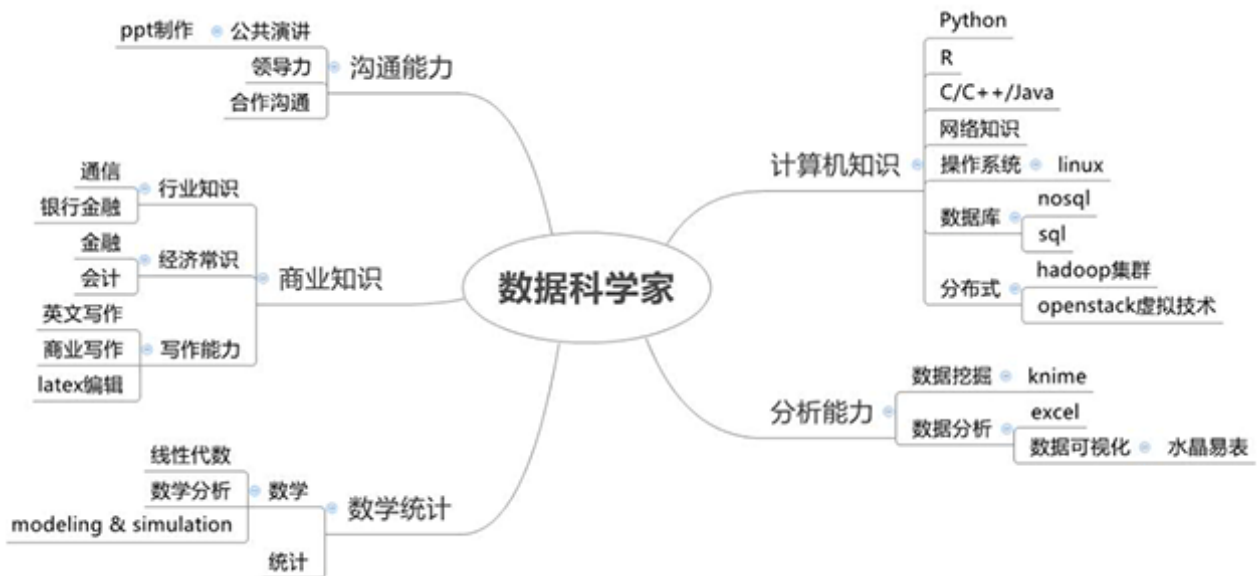 数据科学家
沟通能力
公共演讲
ppt制作
领导力
合作沟通
商业知识
行业知识
通信
银行金融
经济常识
金融
会计
写作能力
英文写作
商业写作
latex编辑
数学统计
数学
线性代数
数学分析
modeling & simulation
统计
计算机知识
Python
R
C/C++/Java
网络知识
操作系统
linux
数据库
nosql
sql
分布式
hadoop集群
openstack虚拟技术
分析能力
数据挖掘
knime
数据分析
excel
数据可视化
水晶易表